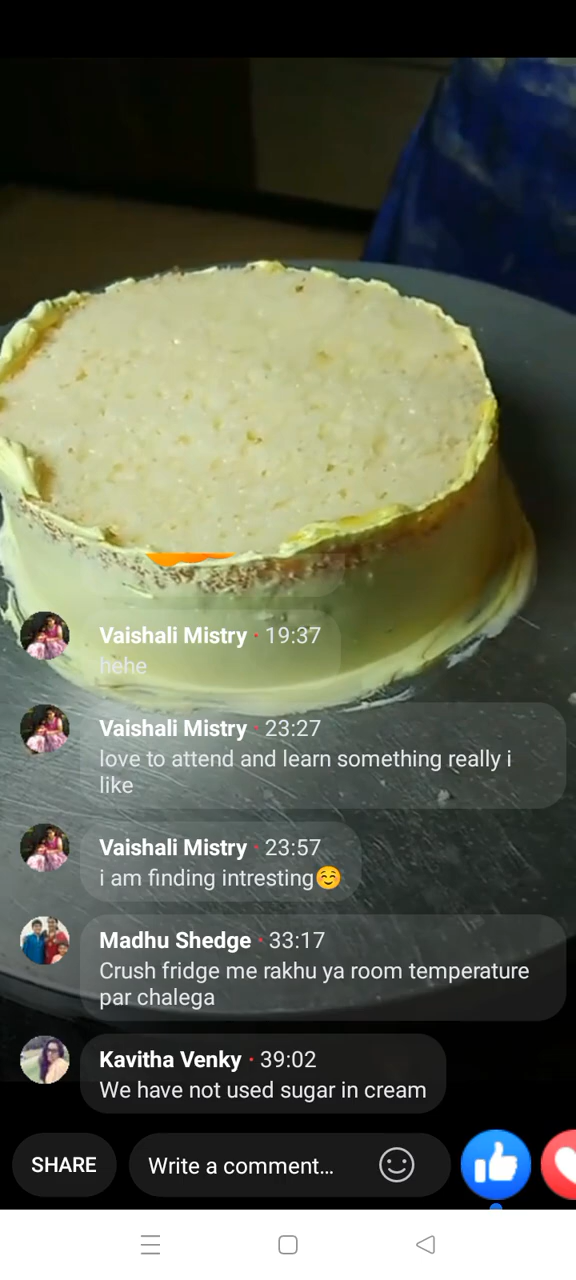 Vaishali Mistry · 19:37
hehe
Vaishali Mistry · 23:27
love to attend and learn something really i
like
Vaishali Mistry · 23:57
i am finding intresting☺️
Madhu Shedge · 33:17
Crush fridge me rakhu ya room temperature
par chalega
Kavitha Venky · 39:02
We have not used sugar in cream
SHARE
Write a comment...